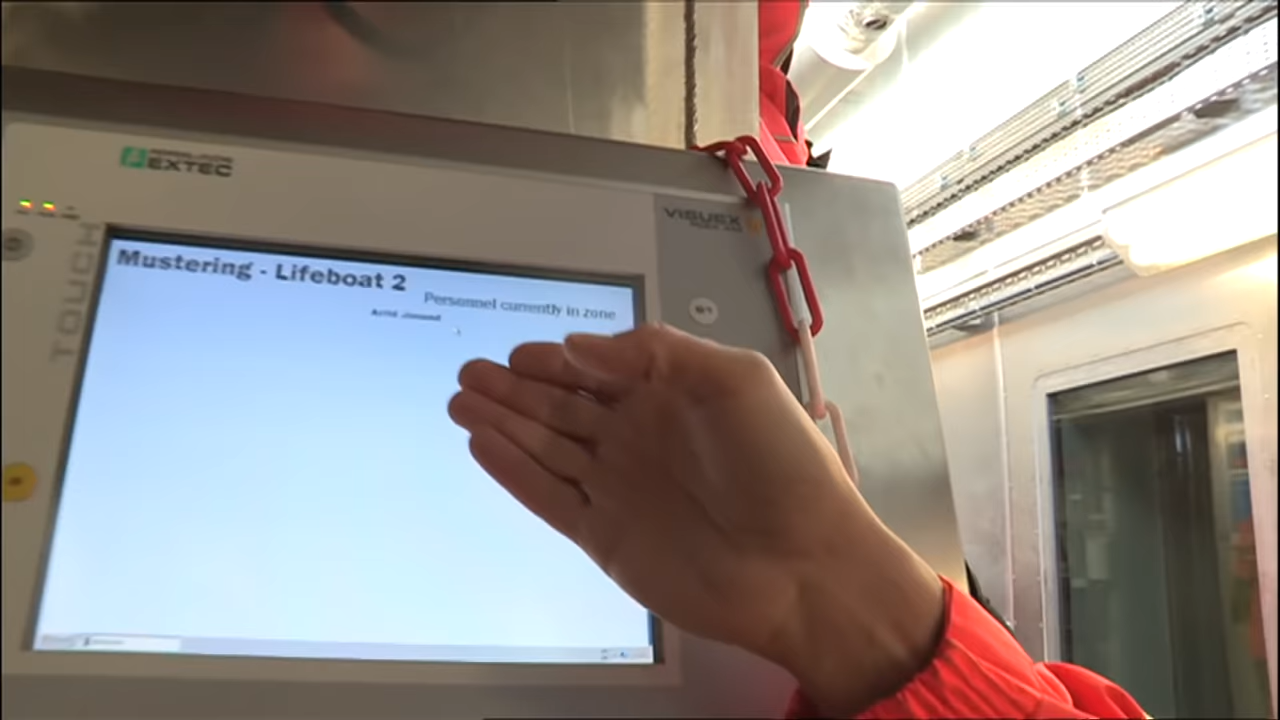 EXTEC
VISUEX
TOUCH
Mustering - Lifeboat 2
Personnel currently in zone